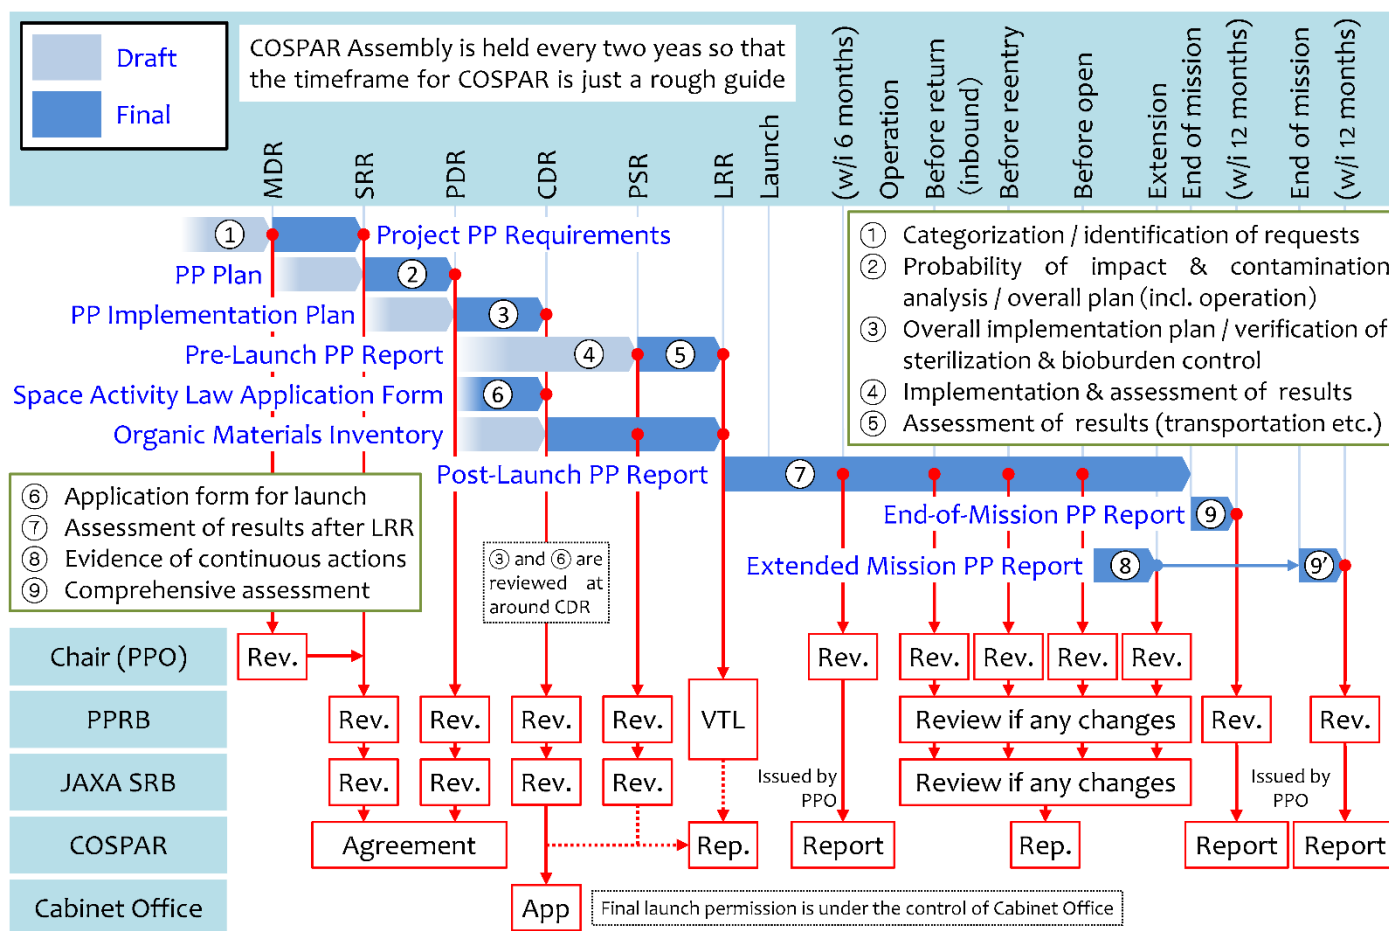 Draft
Final
COSPAR Assembly is held every two yeas so that
the timeframe for COSPAR is just a rough guide
MDR
SRR
PDR
CDR
PSR
LRR
Launch
(w/i 6 months)
Operation
Before return
(inbound)
Before reentry
Before open
Extension
End of mission
(w/i 12 months)
End of mission
(w/i 12 months)
① Project PP Requirements
PP Plan ②
PP Implementation Plan ③
Pre-Launch PP Report ④ ⑤
Space Activity Law Application Form ⑥
Organic Materials Inventory
Post-Launch PP Report ⑦
End-of-Mission PP Report ⑨
Extended Mission PP Report ⑧ ⑨’
① Categorization / identification of requests
② Probability of impact & contamination
analysis / overall plan (incl. operation)
③ Overall implementation plan / verification of
sterilization & bioburden control
④ Implementation & assessment of results
⑤ Assessment of results (transportation etc.)
⑥ Application form for launch
⑦ Assessment of results after LRR
⑧ Evidence of continuous actions
⑨ Comprehensive assessment
③ and ⑥ are
reviewed at
around CDR
Chair (PPO) Rev. Rev. Rev. Rev. Rev. Rev.
PPRB Rev. Rev. Rev. Rev. VTL Review if any changes Rev. Rev.
JAXA SRB Rev. Rev. Rev. Rev. Review if any changes
Issued by
PPO
Issued by
PPO
COSPAR Agreement Rep. Report Rep. Report Report
Cabinet Office App Final launch permission is under the control of Cabinet Office